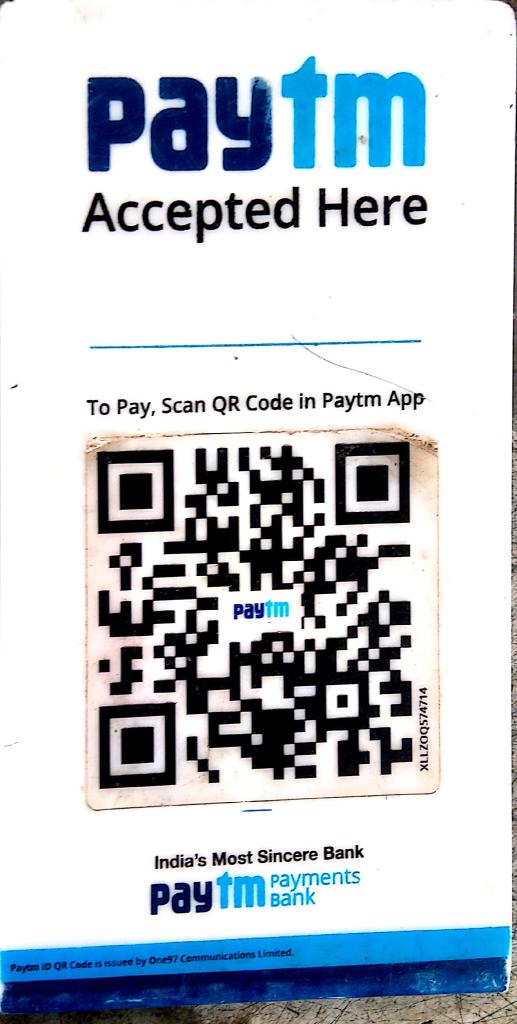 paytm
Accepted Here
To Pay, Scan QR Code in Paytm App
paytm
XLLZOQ574714
India's Most Sincere Bank
paytm Payments
Bank
Paytm ID QR Code is issued by One97 Communications Limited.